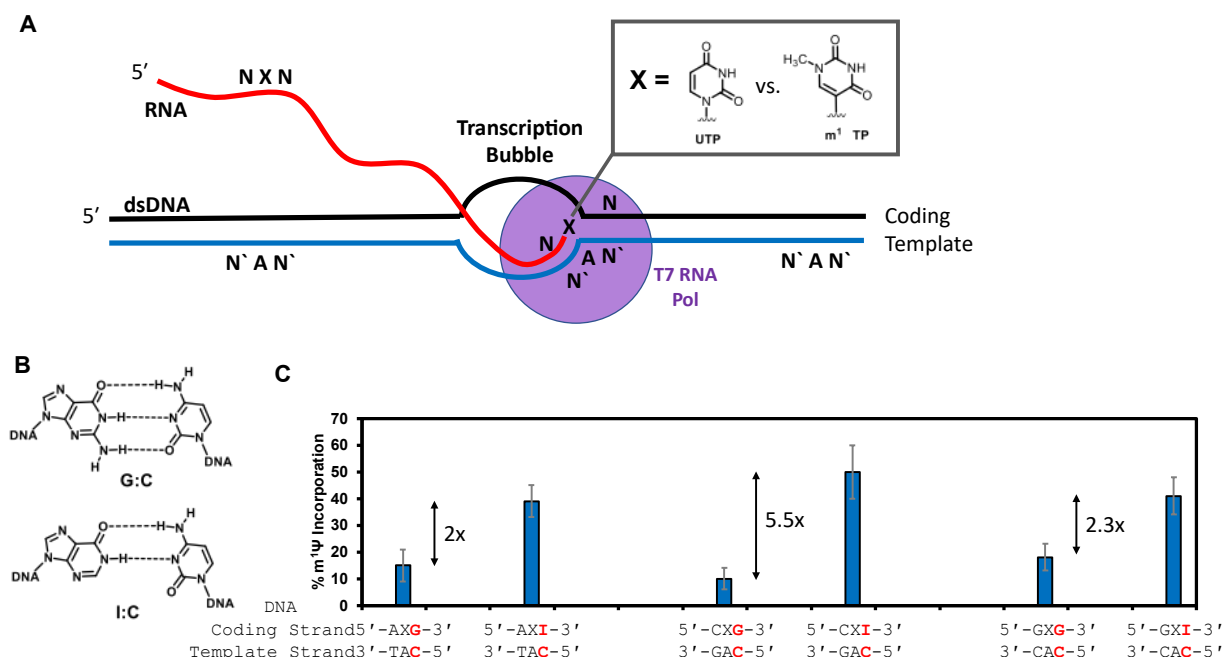 A
5′
N X N
RNA
Transcription
Bubble
X =
O
NH
N
O
UTP
vs.
H₃C
N
O
NH
O
m¹ TP
5′
dsDNA
N
X
N
Coding
Template
N` A N`
A N`
N`
T7 RNA
Pol
N` A N`
B
N
O
H
N
H
N
N
H
N
N
DNA
N
H
O
N
H
DNA
G:C
N
O
H
N
H
N
N
H
N
N
DNA
O
N
DNA
I:C
C
% m¹Ψ Incorporation
70
60
50
40
30
20
10
0
2x
5.5x
2.3x
DNA
Coding Strand 5′-AXG-3′ 5′-AXI-3′ 5′-CXG-3′ 5′-CXI-3′ 5′-GXG-3′ 5′-GXI-3′
Template Strand 3′-TAC-5′ 3′-TAC-5′ 3′-GAC-5′ 3′-GAC-5′ 3′-CAC-5′ 3′-CAC-5′